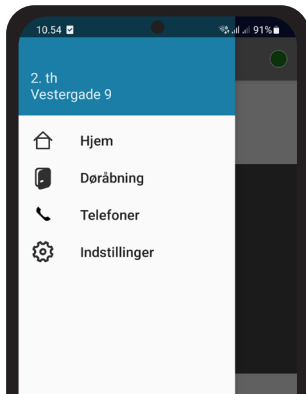 10.54 91%
2. th
Vestergade 9
Hjem
Døråbning
Telefoner
Indstillinger